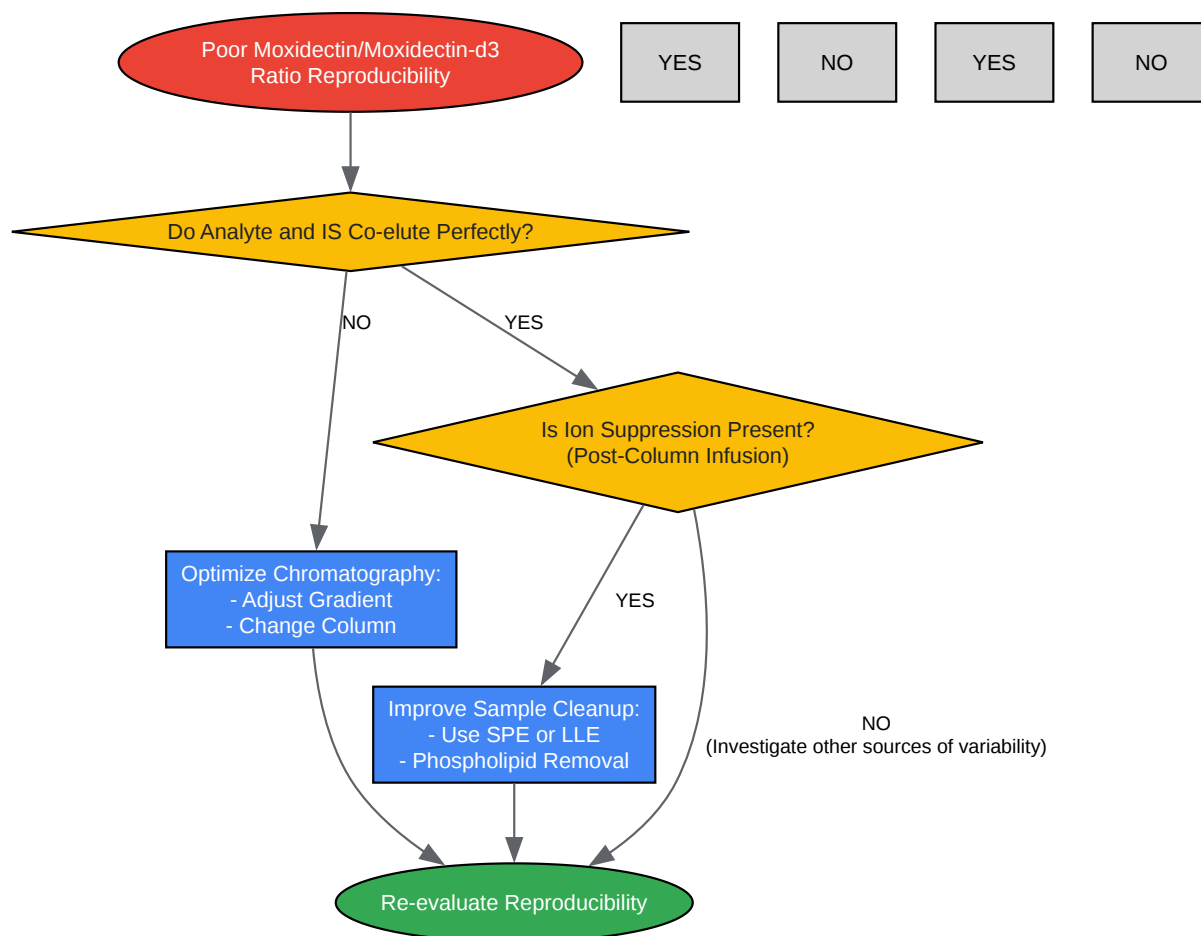 Poor Moxidectin/Moxidectin-d3
Ratio Reproducibility
YES
NO
YES
NO
Do Analyte and IS Co-elute Perfectly?
NO
YES
Is Ion Suppression Present?
(Post-Column Infusion)
Optimize Chromatography:
- Adjust Gradient
- Change Column
YES
Improve Sample Cleanup:
- Use SPE or LLE
- Phospholipid Removal
NO
(Investigate other sources of variability)
Re-evaluate Reproducibility